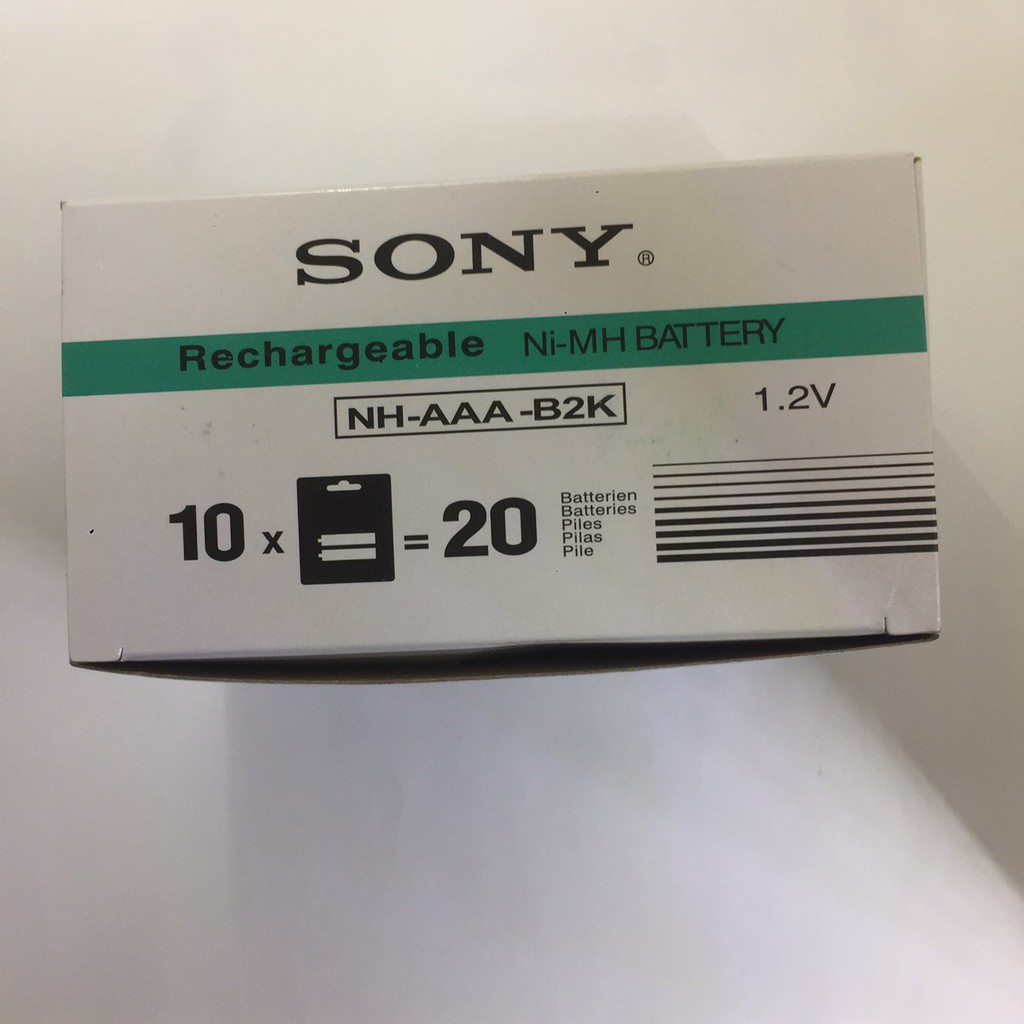 SONY®
Rechargeable Ni-MH BATTERY
NH-AAA-B2K 1.2V
10 x = 20
Batterien
Batteries
Piles
Pilas
Pile